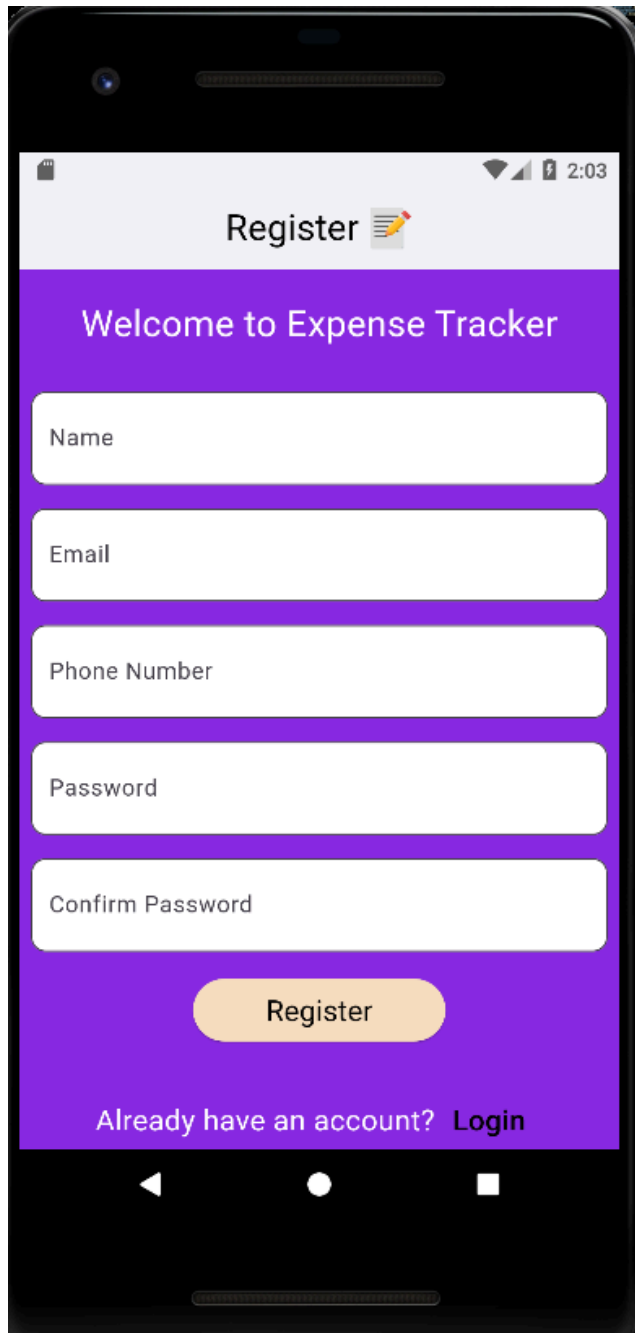 2:03
Register 📝
Welcome to Expense Tracker
Name
Email
Phone Number
Password
Confirm Password
Register
Already have an account? Login